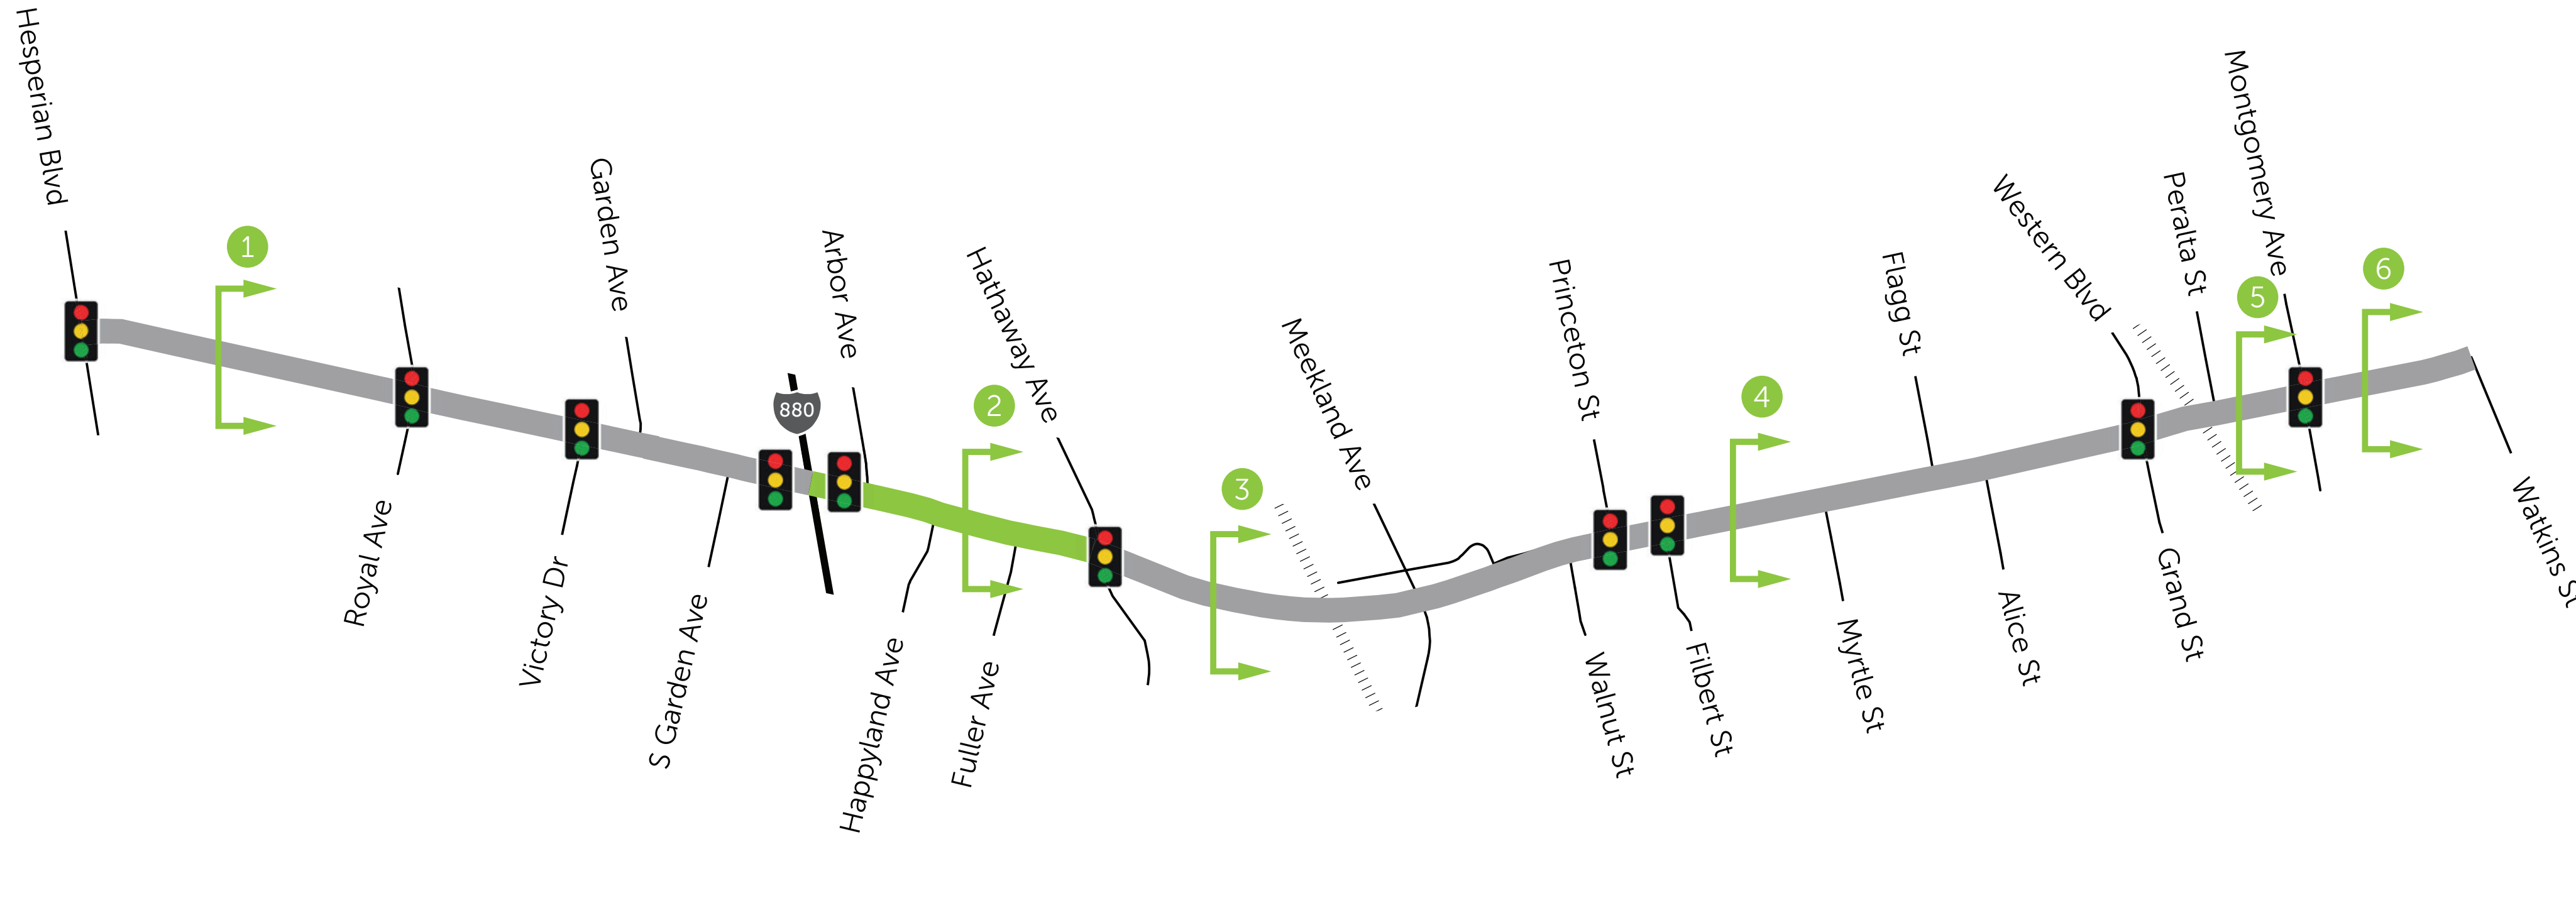 Hesperian Blvd
1
Royal Ave
Victory Dr
Garden Ave
S Garden Ave
880
Arbor Ave
Happyland Ave
Fuller Ave
2
Hathaway Ave
3
Meekland Ave
Princeton St
Walnut St
Filbert St
4
Myrtle St
Flagg St
Alice St
Western Blvd
Grand St
Peralta St
5
Montgomery Ave
6
Watkins St